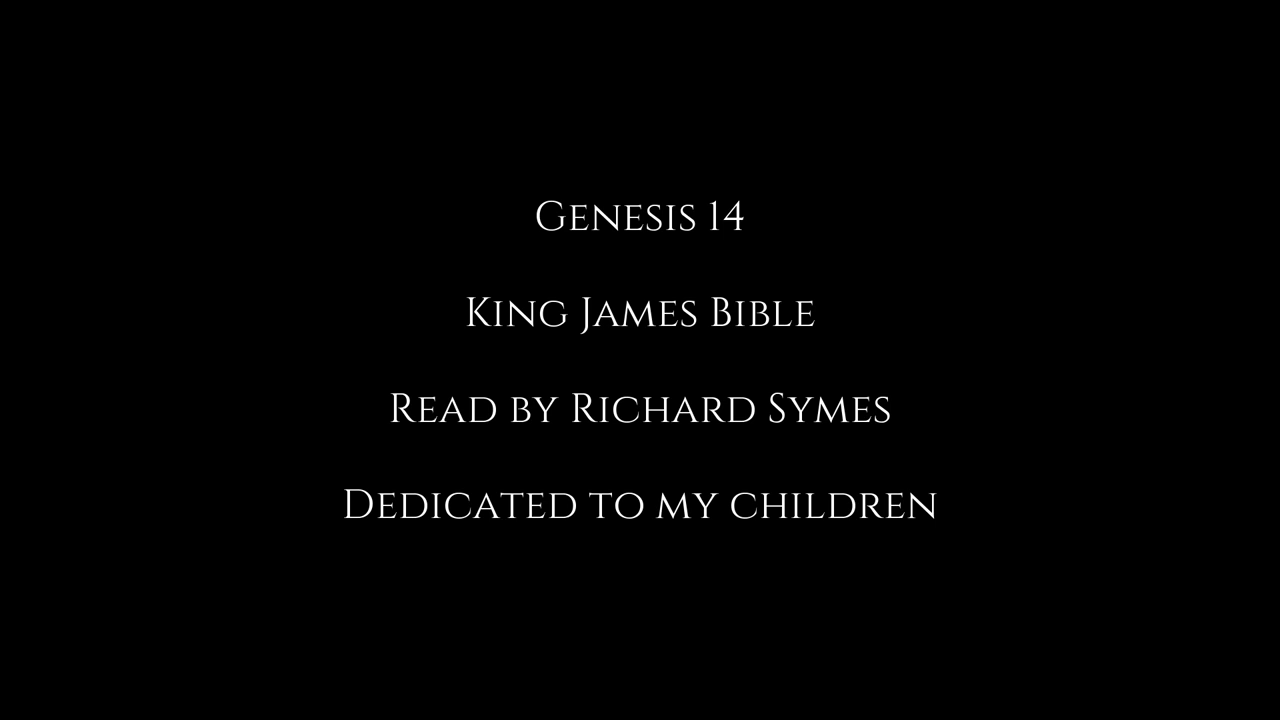 Genesis 14
King James Bible
Read by Richard Symes
Dedicated to my children